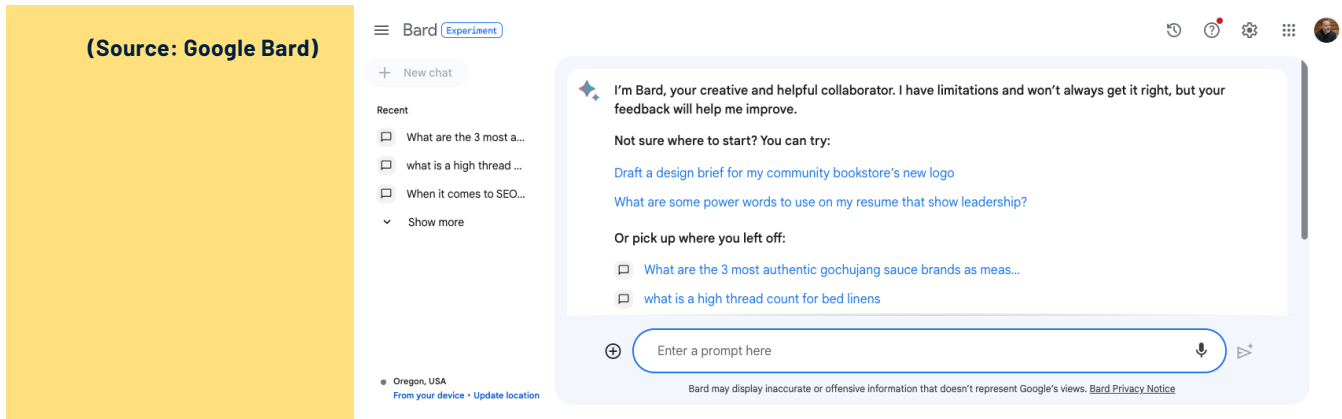 (Source: Google Bard)
Bard Experiment
New chat
Recent
What are the 3 most a...
what is a high thread ...
When it comes to SEO...
Show more
Oregon, USA
From your device • Update location
I'm Bard, your creative and helpful collaborator. I have limitations and won't always get it right, but your
feedback will help me improve.
Not sure where to start? You can try:
Draft a design brief for my community bookstore's new logo
What are some power words to use on my resume that show leadership?
Or pick up where you left off:
What are the 3 most authentic gochujang sauce brands as meas...
what is a high thread count for bed linens
Enter a prompt here
Bard may display inaccurate or offensive information that doesn't represent Google's views. Bard Privacy Notice